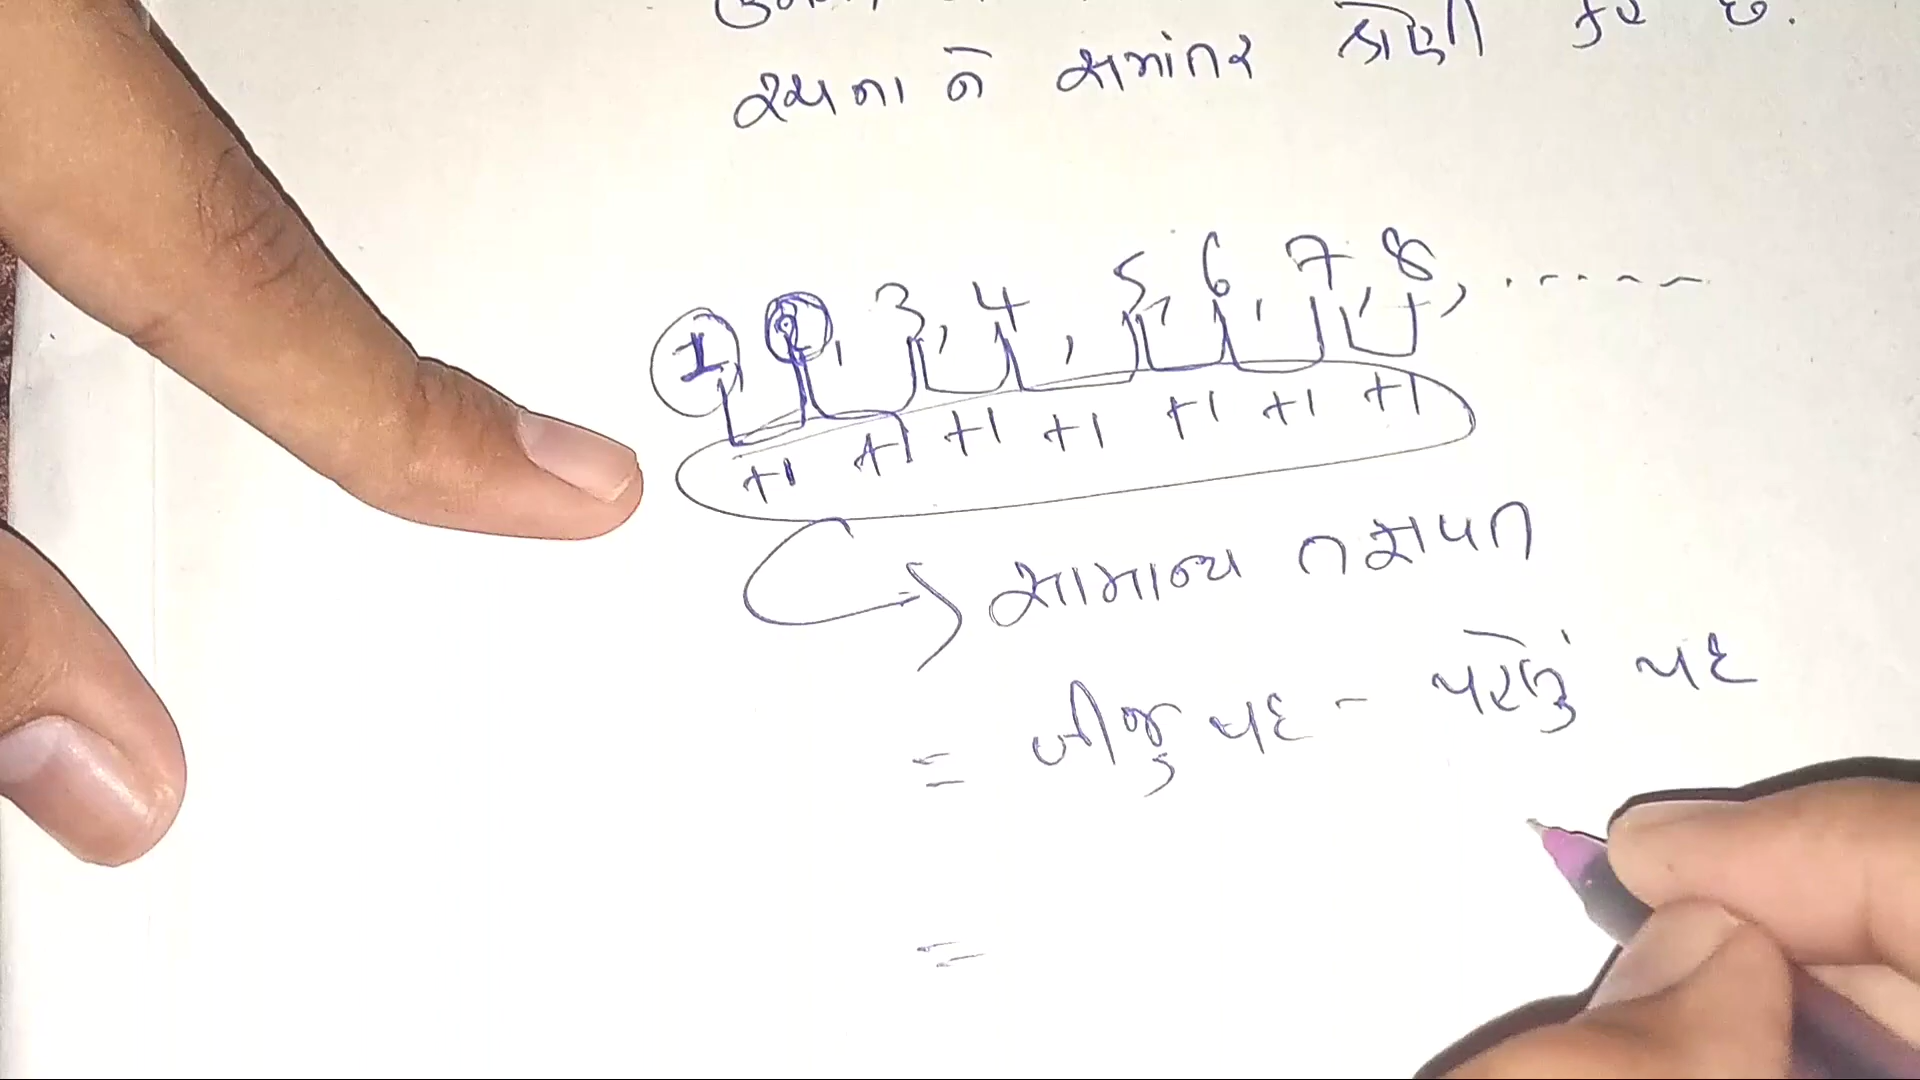 રચના ને સમાંતર શ્રેણી કહે છે.
1, 2, 3, 4, 5, 6, 7, 8, .......
+1 +1 +1 +1 +1 +1 +1
સામાન્ય તફાવત
= બીજુ પદ - પહેલું પદ
=